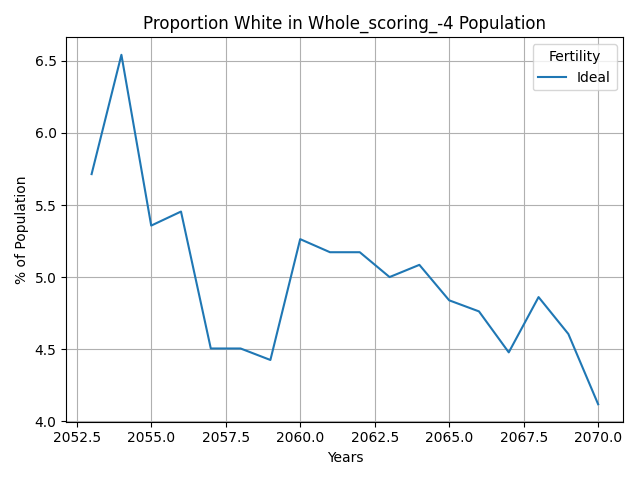 Proportion White in Whole_scoring_-4 Population
Fertility
Ideal
6.5
6.0
5.5
5.0
4.5
4.0
% of Population
2052.5 2055.0 2057.5 2060.0 2062.5 2065.0 2067.5 2070.0
Years